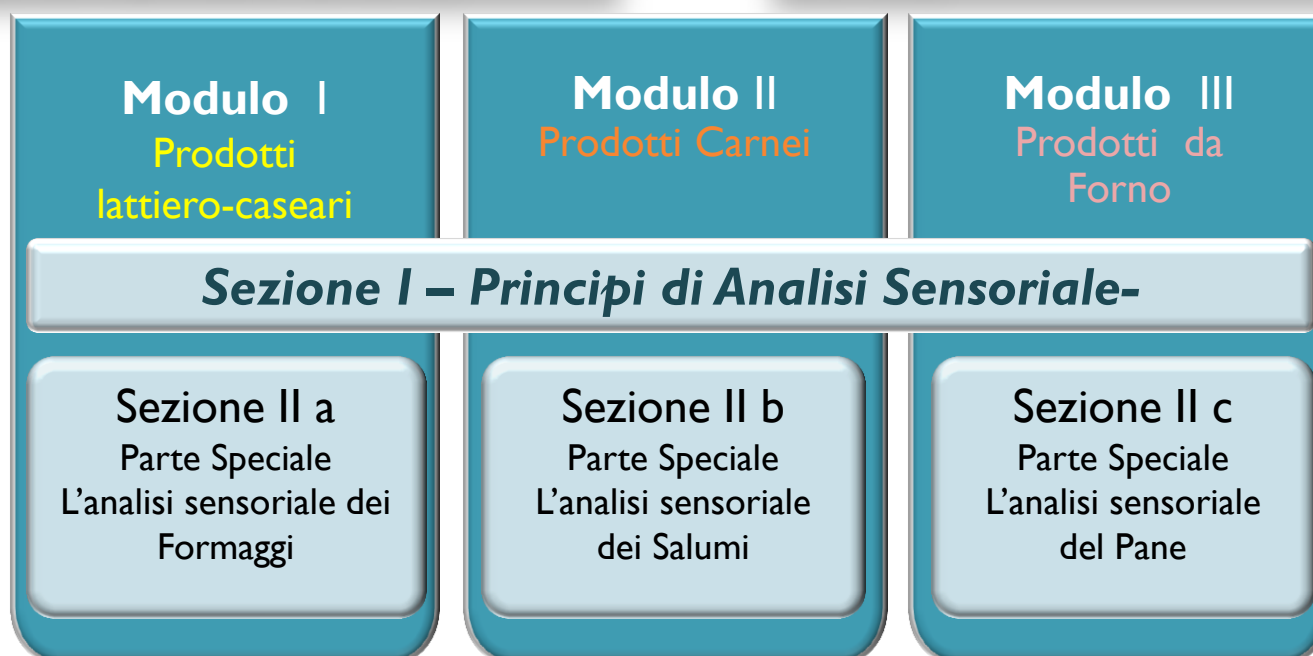 Modulo I
Prodotti
lattiero-caseari
Modulo II
Prodotti Carnei
Modulo III
Prodotti da
Forno
Sezione I – Principi di Analisi Sensoriale-
Sezione II a
Parte Speciale
L’analisi sensoriale dei
Formaggi
Sezione II b
Parte Speciale
L’analisi sensoriale
dei Salumi
Sezione II c
Parte Speciale
L’analisi sensoriale
del Pane